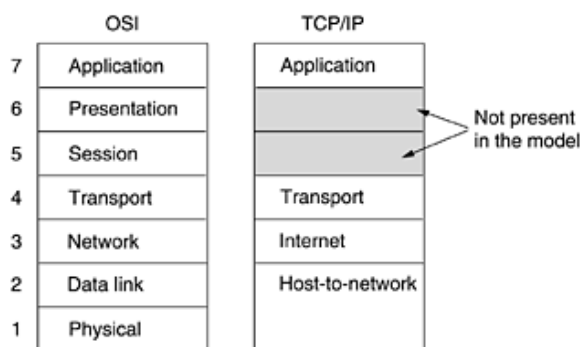 OSI TCP/IP
7 Application Application
6 Presentation
Not present
in the model
5 Session
4 Transport Transport
3 Network Internet
2 Data link Host-to-network
1 Physical